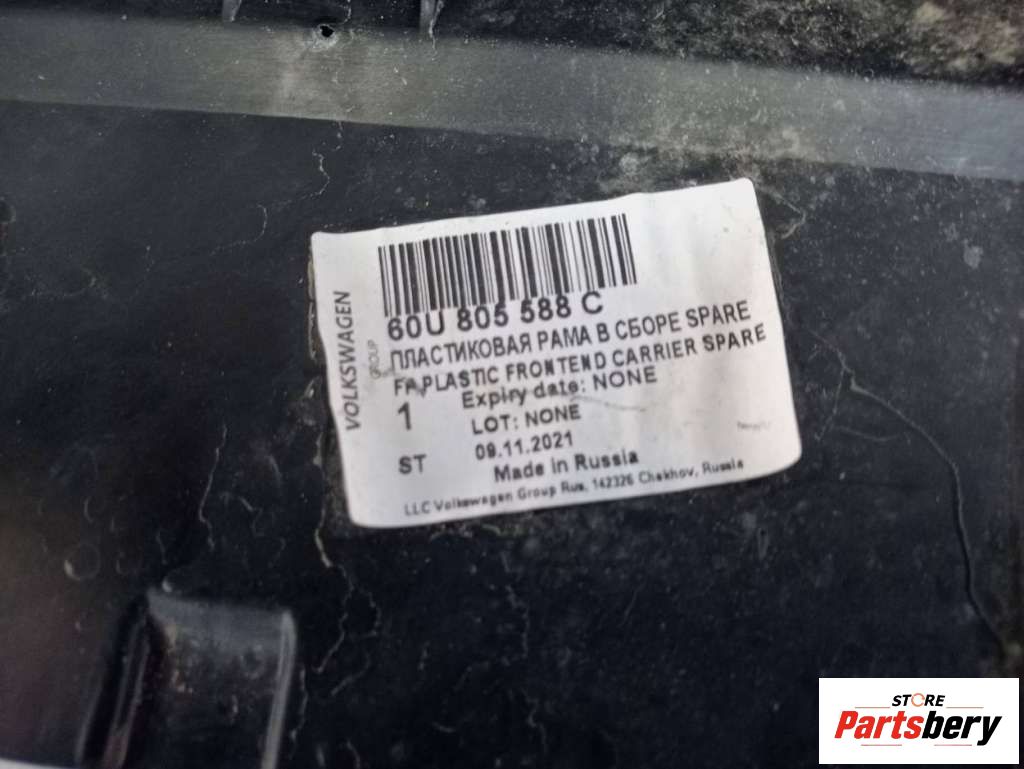 VOLKSWAGEN
GROUP
60U 805 588 C
ПЛАСТИКОВАЯ РАМА В СБОРЕ SPARE
FA PLASTIC FRONTEND CARRIER SPARE
1
Expiry date: NONE
LOT: NONE
ST
09.11.2021
Made in Russia
LLC Volkswagen Group Rus, 142326 Chekhov, Russia
STORE
Partsbery